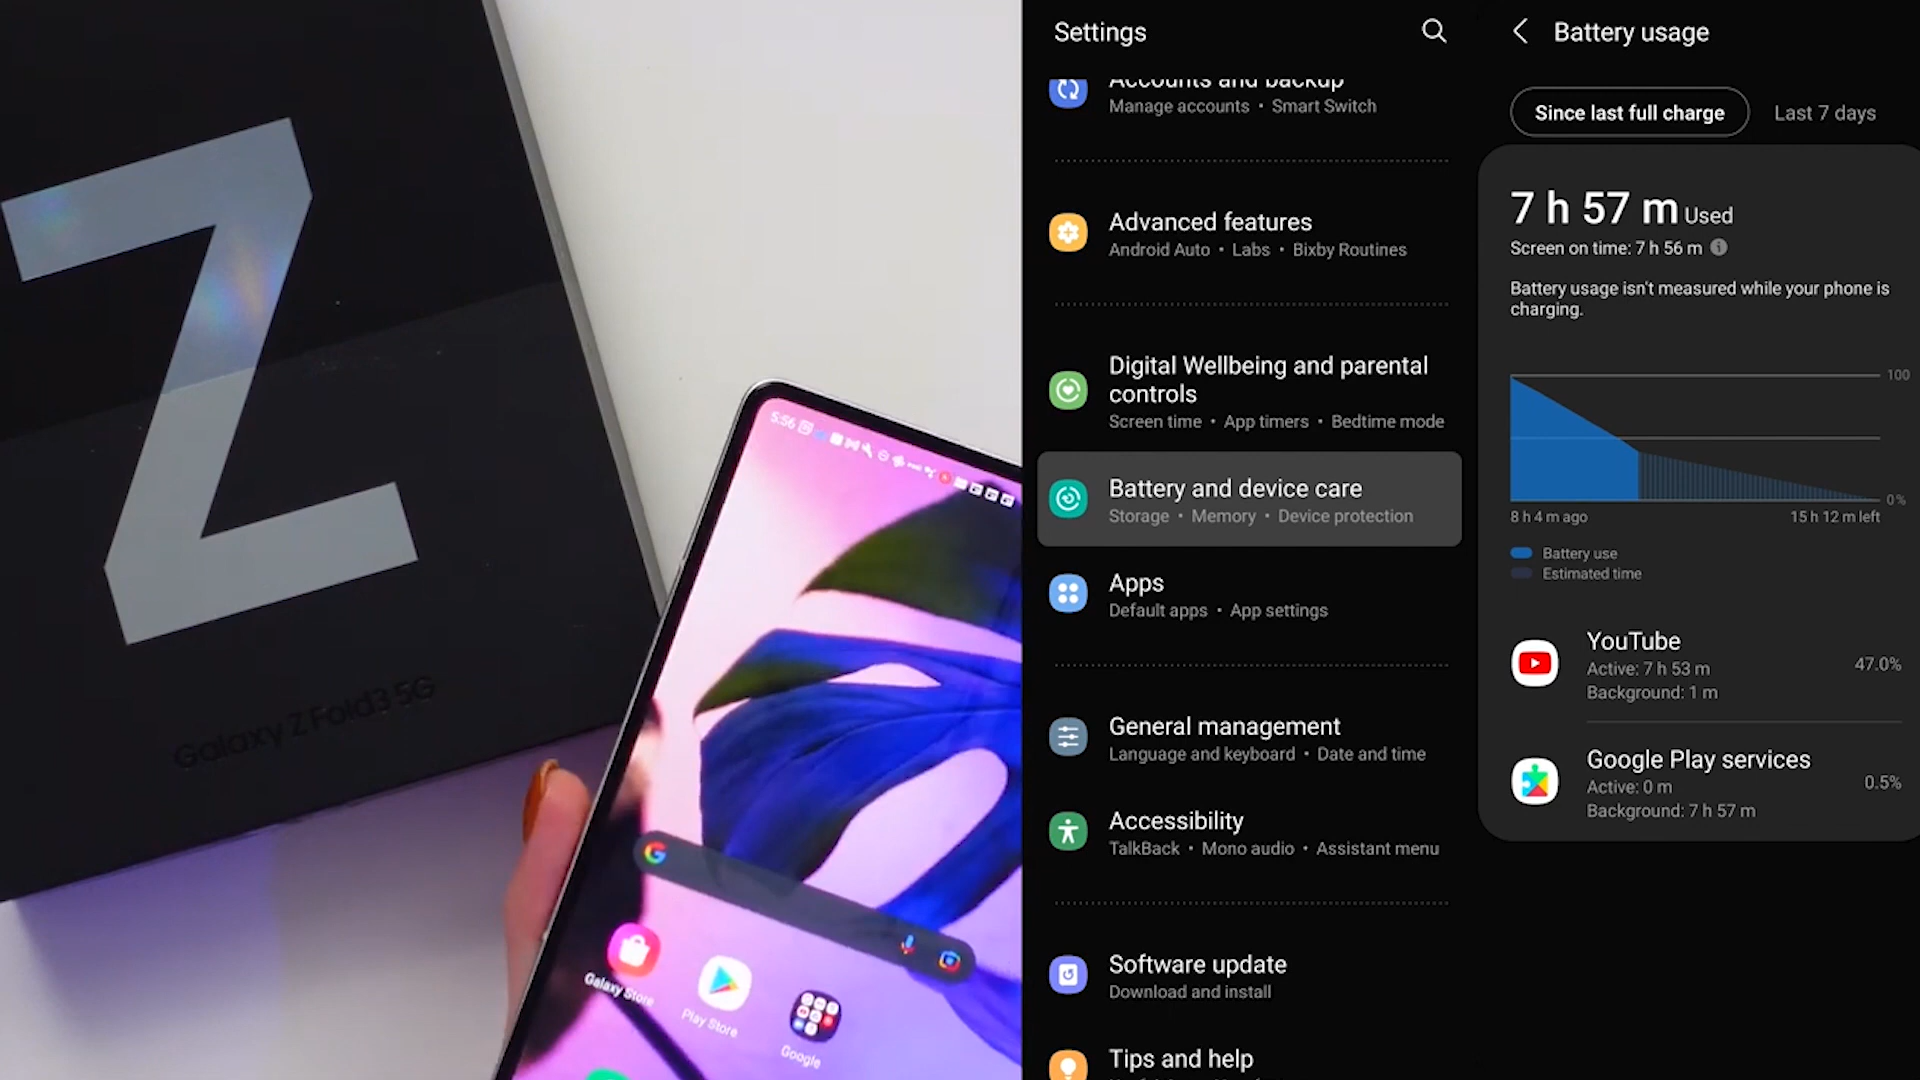 Z
Galaxy Z Fold3 5G
5:56
Galaxy Store
Play Store
Google
Settings
Accounts and backup
Manage accounts • Smart Switch
Advanced features
Android Auto • Labs • Bixby Routines
Digital Wellbeing and parental
controls
Screen time • App timers • Bedtime mode
Battery and device care
Storage • Memory • Device protection
Apps
Default apps • App settings
General management
Language and keyboard • Date and time
Accessibility
TalkBack • Mono audio • Assistant menu
Software update
Download and install
Tips and help
Battery usage
Since last full charge
Last 7 days
7 h 57 m Used
Screen on time: 7 h 56 m
Battery usage isn't measured while your phone is
charging.
100
0%
8 h 4 m ago
15 h 12 m left
Battery use
Estimated time
YouTube
Active: 7 h 53 m
47.0%
Background: 1 m
Google Play services
Active: 0 m
0.5%
Background: 7 h 57 m